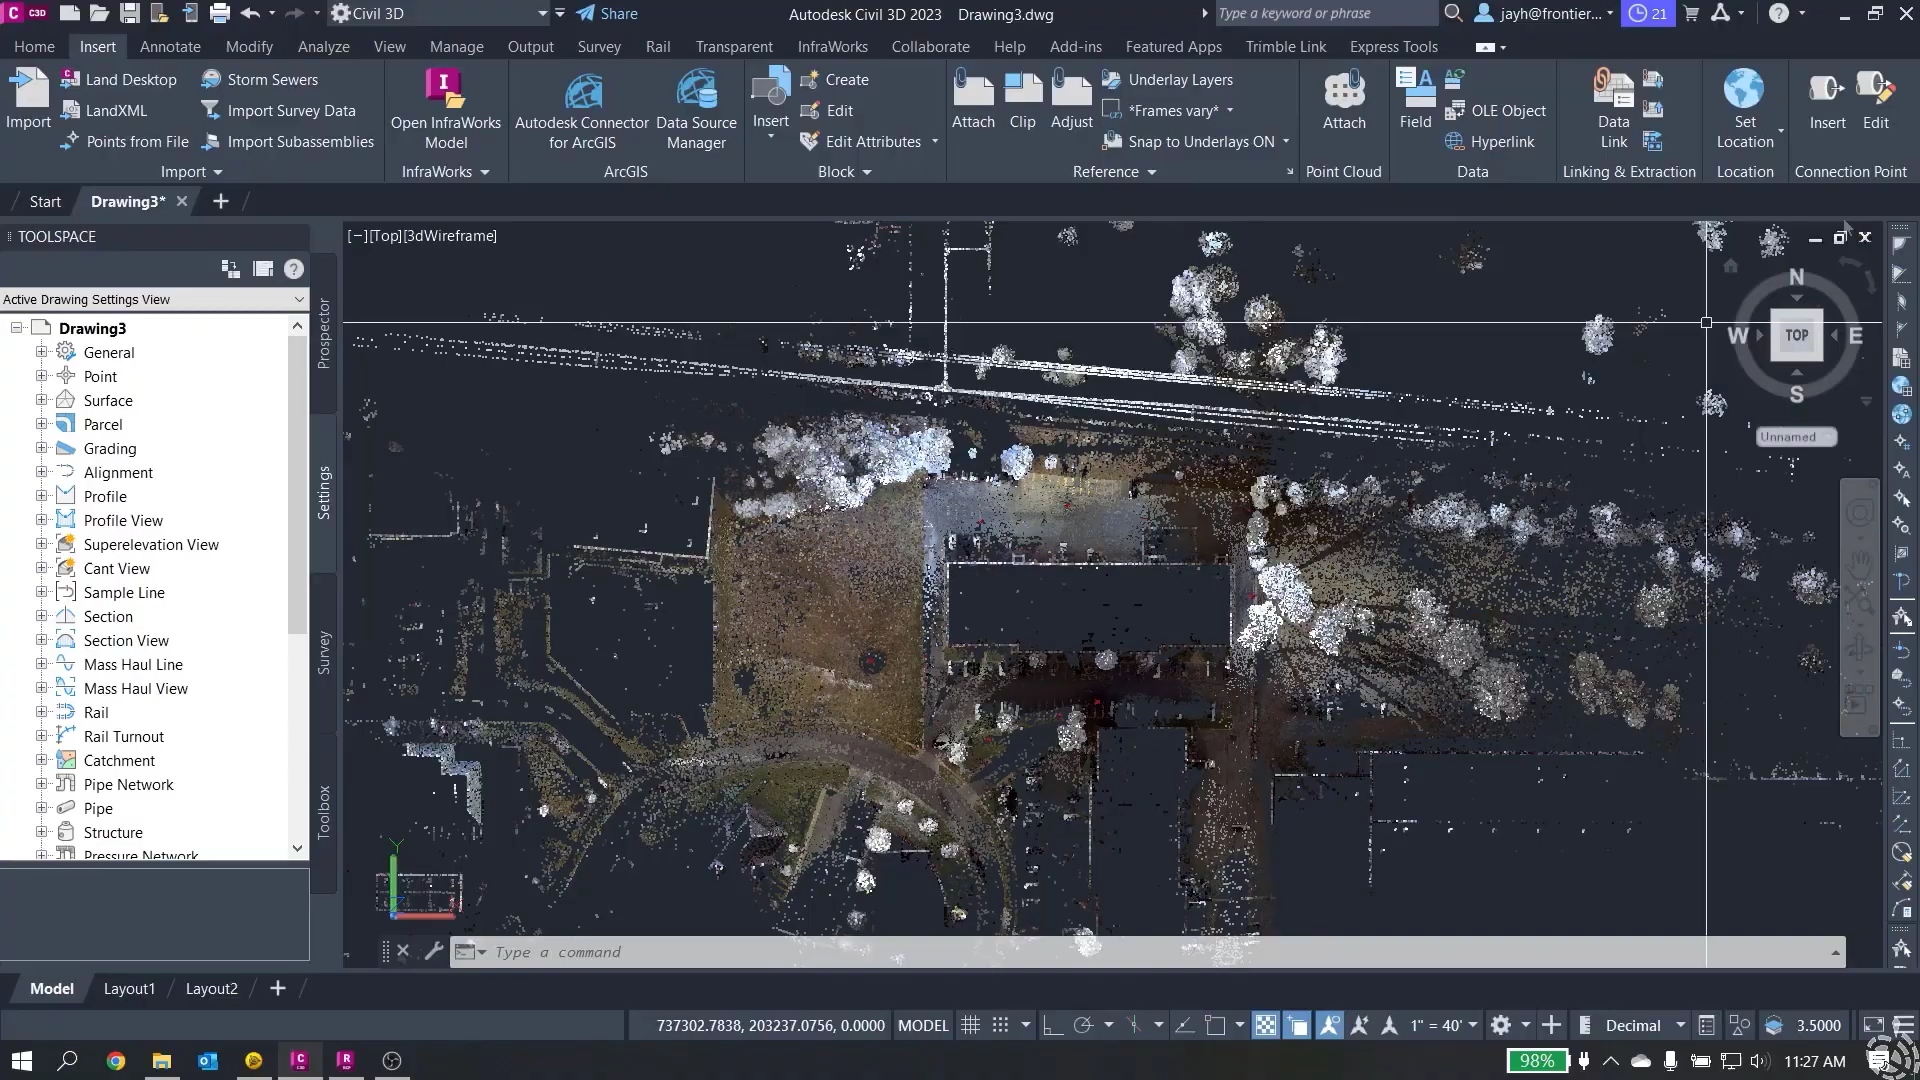 C C3D Civil 3D Share Autodesk Civil 3D 2023 Drawing3.dwg Type a keyword or phrase jayh@frontier... 21
Home Insert Annotate Modify Analyze View Manage Output Survey Rail Transparent InfraWorks Collaborate Help Add-ins Featured Apps Trimble Link Express Tools
Land Desktop Storm Sewers Create Underlay Layers
LandXML Import Survey Data Edit *Frames vary* OLE Object
Import Open InfraWorks Model Autodesk Connector for ArcGIS Data Source Manager Insert Attach Clip Adjust Attach Field Data Link Set Location Insert Edit
Points from File Import Subassemblies Edit Attributes Snap to Underlays ON Hyperlink
Import InfraWorks ArcGIS Block Reference Point Cloud Data Linking & Extraction Location Connection Point
Start Drawing3*
TOOLSPACE
[−][Top][3dWireframe]
Active Drawing Settings View
Drawing3
General
Point
Surface
Parcel
Grading
Alignment
Profile
Profile View
Superelevation View
Cant View
Sample Line
Section
Section View
Mass Haul Line
Mass Haul View
Rail
Rail Turnout
Catchment
Pipe Network
Pipe
Structure
Pressure Network
Prospector
Settings
Survey
Toolbox
N
W TOP E
S
Unnamed
Y
Type a command
Model Layout1 Layout2
737302.7838, 203237.0756, 0.0000 MODEL 1" = 40' Decimal 3.5000
98% 11:27 AM